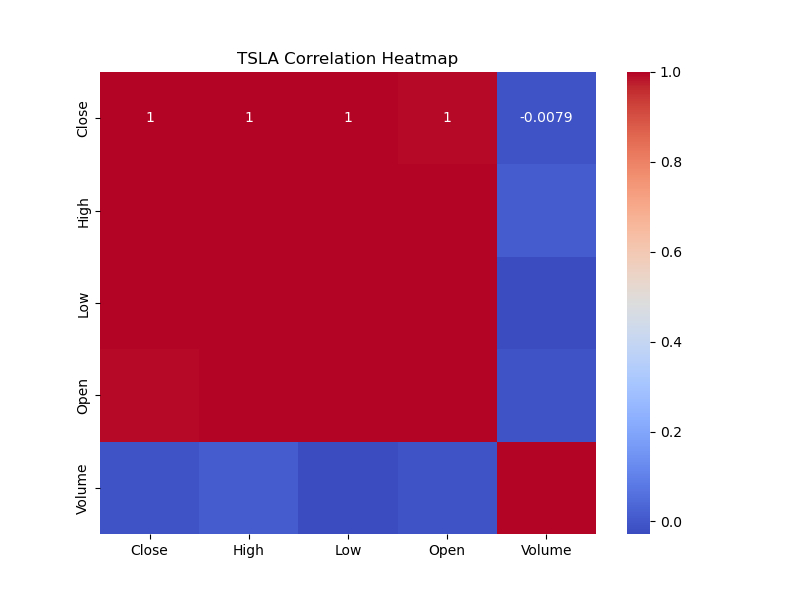 TSLA Correlation Heatmap
Close 1 1 1 1 -0.0079
High
Low
Open
Volume
Close High Low Open Volume
1.0
0.8
0.6
0.4
0.2
0.0